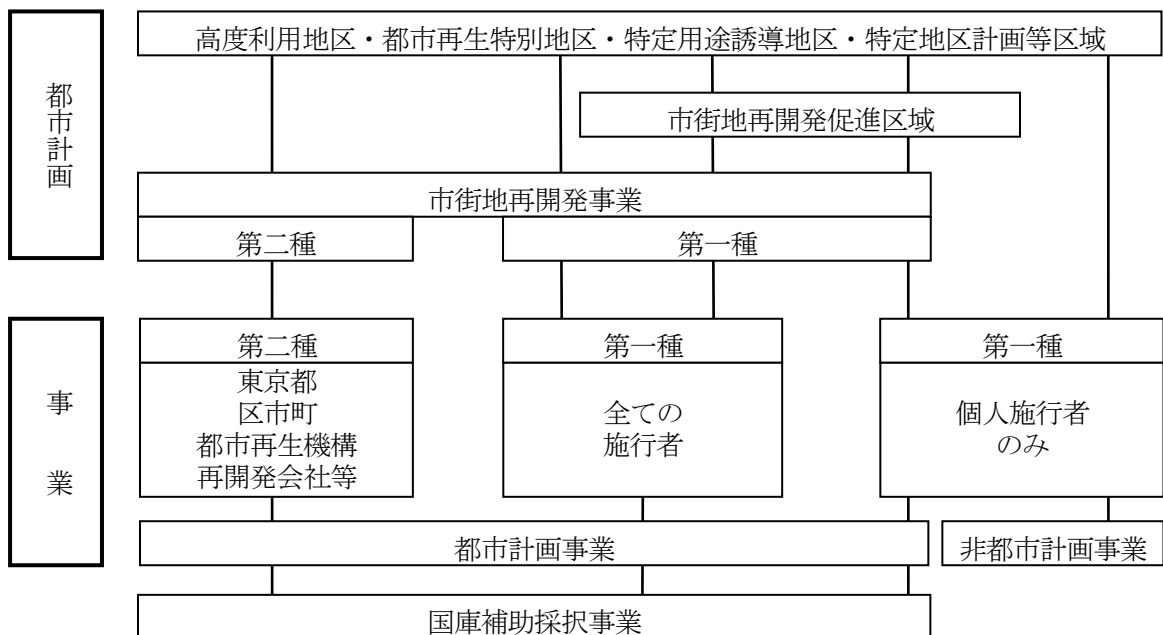 都市計画
高度利用地区・都市再生特別地区・特定用途誘導地区・特定地区計画等区域
市街地再開発促進区域
市街地再開発事業
第二種
第一種
事業
第二種
東京都
区市町
都市再生機構
再開発会社等
第一種
全ての
施行者
第一種
個人施行者
のみ
都市計画事業
非都市計画事業
国庫補助採択事業